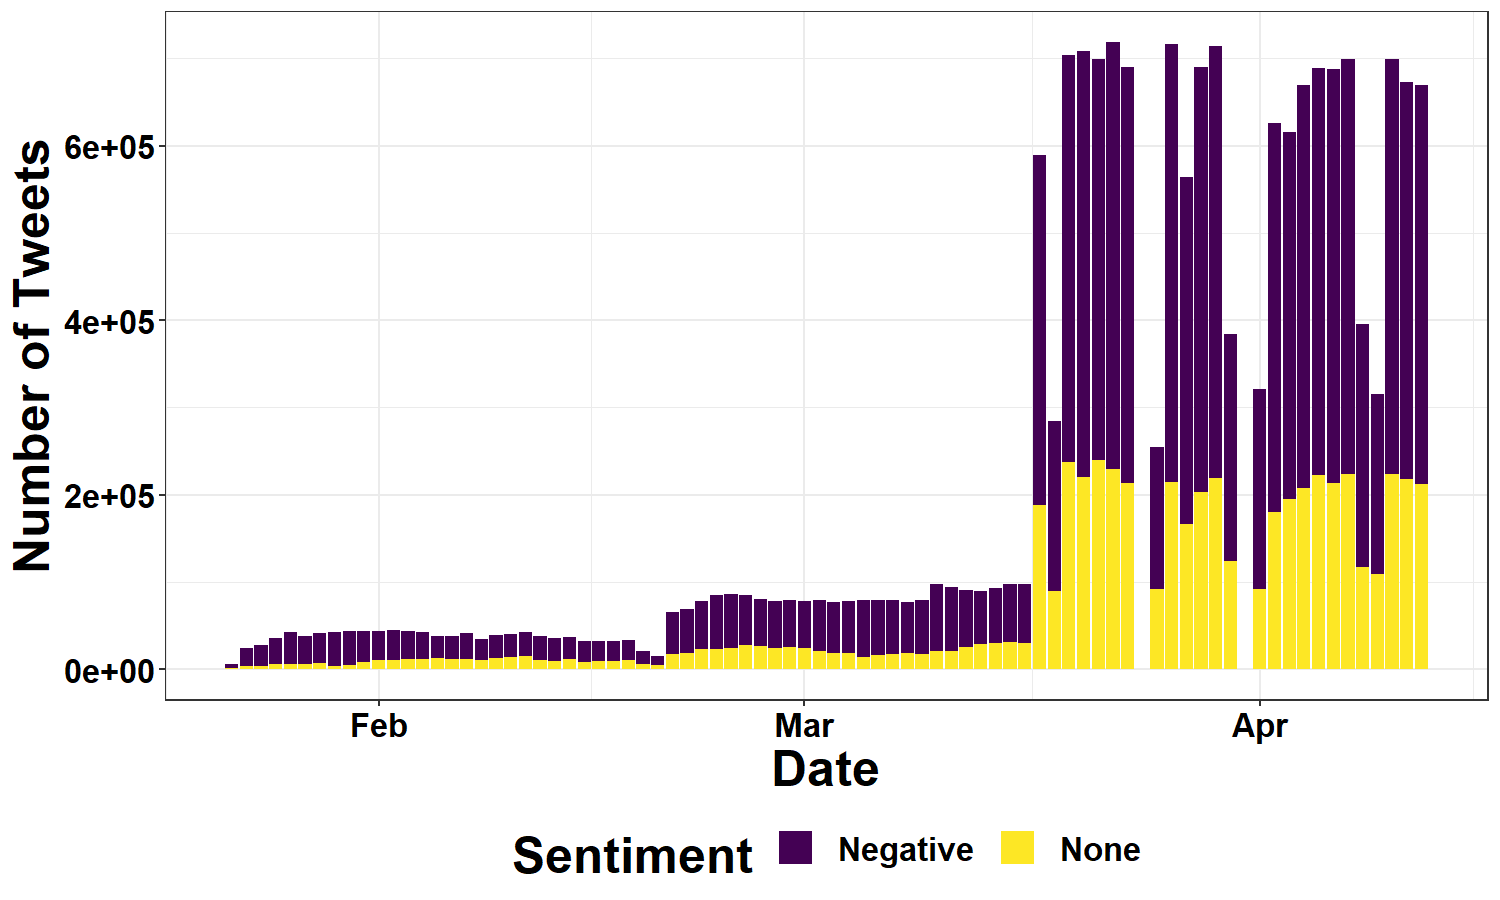 Number of Tweets
6e+05
4e+05
2e+05
0e+00
Feb Mar Apr
Date
Sentiment Negative None